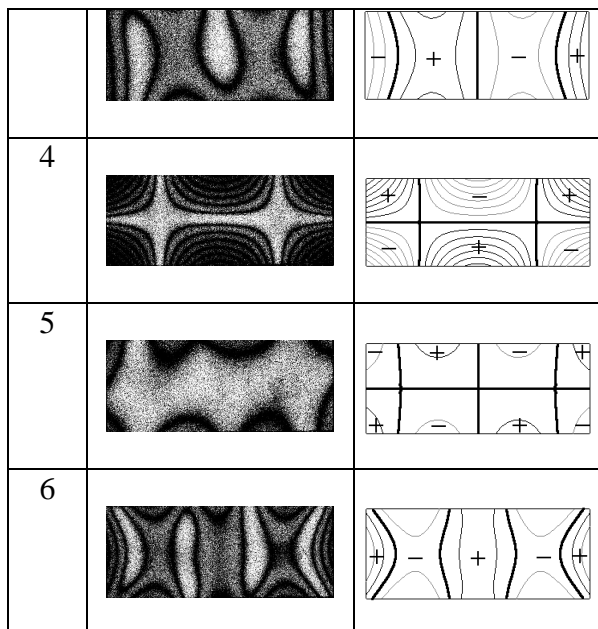 − + − +
4
+ − +
− + −
5
− + − +
+ − + −
6
+ − + − +